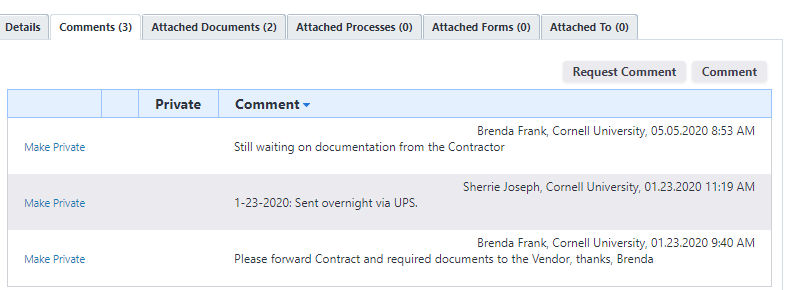 Details Comments (3) Attached Documents (2) Attached Processes (0) Attached Forms (0) Attached To (0)
Request Comment Comment
Private Comment
Brenda Frank, Cornell University, 05.05.2020 8:53 AM
Make Private Still waiting on documentation from the Contractor
Sherrie Joseph, Cornell University, 01.23.2020 11:19 AM
Make Private 1-23-2020: Sent overnight via UPS.
Brenda Frank, Cornell University, 01.23.2020 9:40 AM
Make Private Please forward Contract and required documents to the Vendor, thanks, Brenda